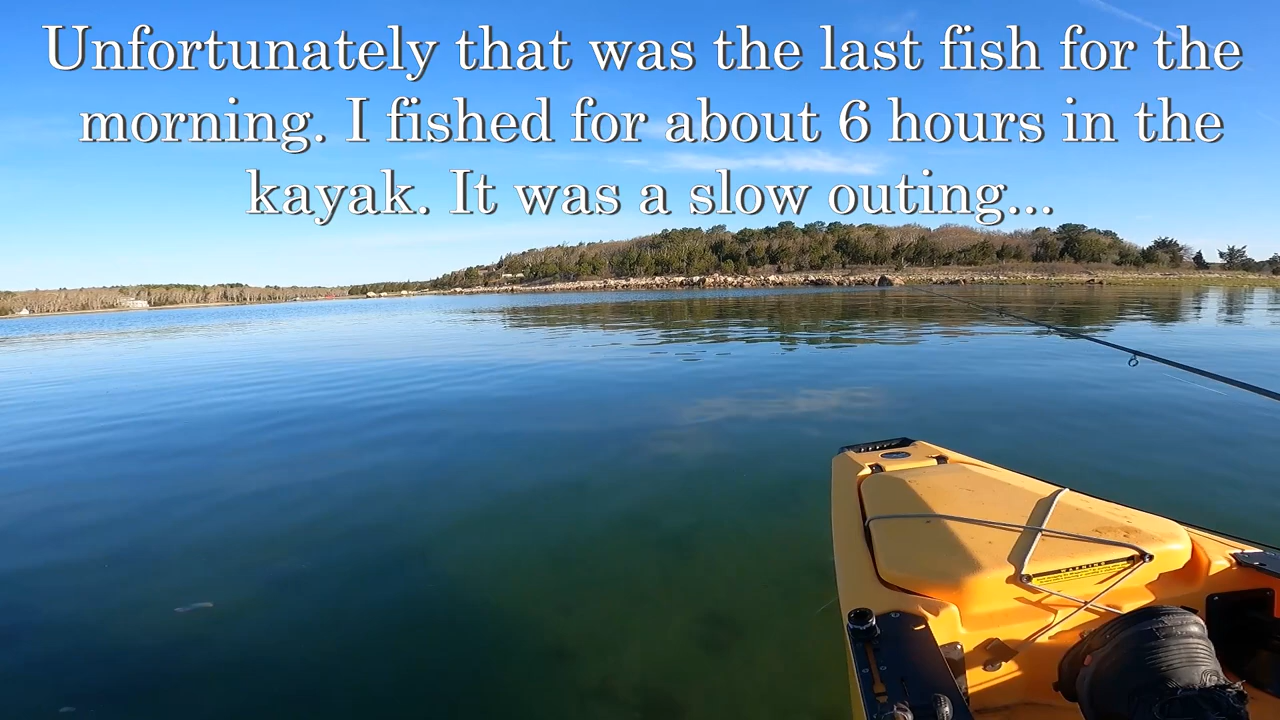 Unfortunately that was the last fish for the
morning. I fished for about 6 hours in the
kayak. It was a slow outing...
WARNING